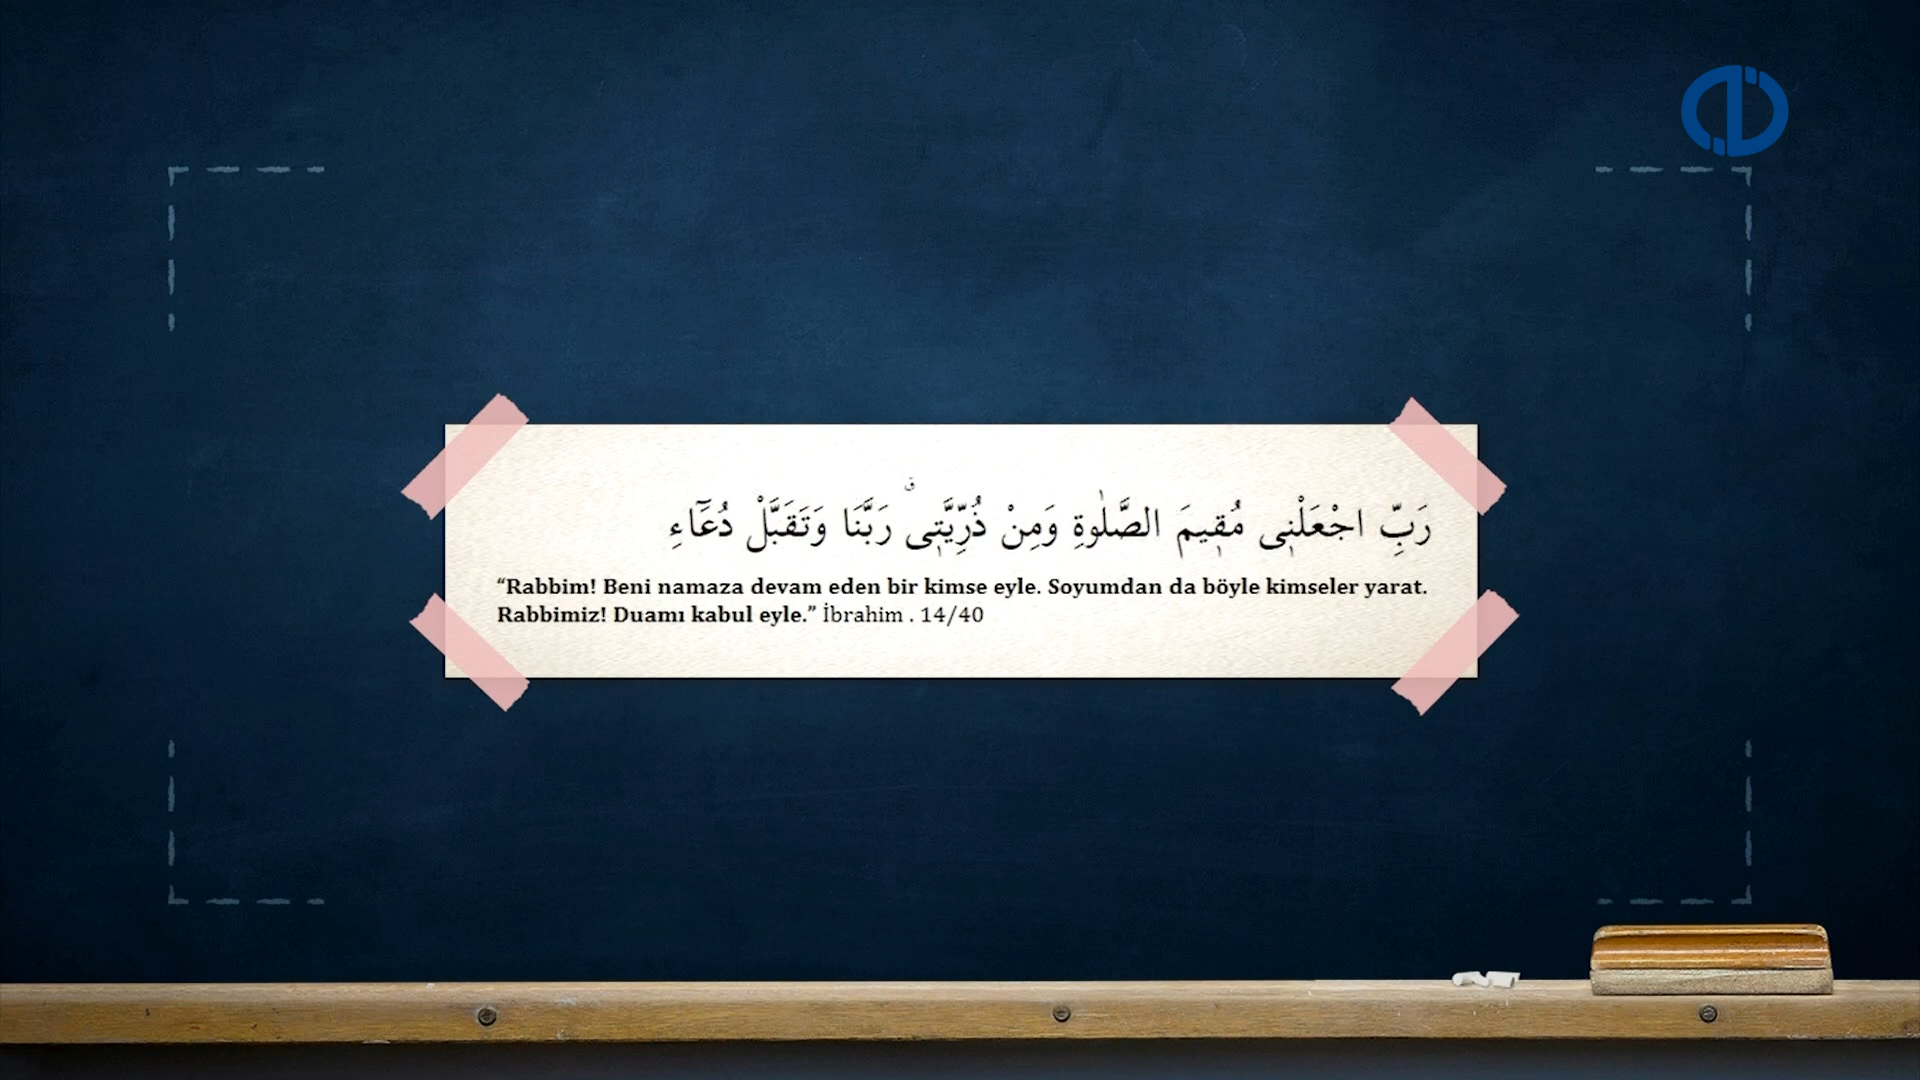 رَبِّ اجْعَلْنٖى مُقٖيمَ الصَّلٰوةِ وَمِنْ ذُرِّيَّتٖىۗ رَبَّنَا وَتَقَبَّلْ دُعَٓاءِ
“Rabbim! Beni namaza devam eden bir kimse eyle. Soyumdan da böyle kimseler yarat.
Rabbimiz! Duamı kabul eyle.” İbrahim . 14/40